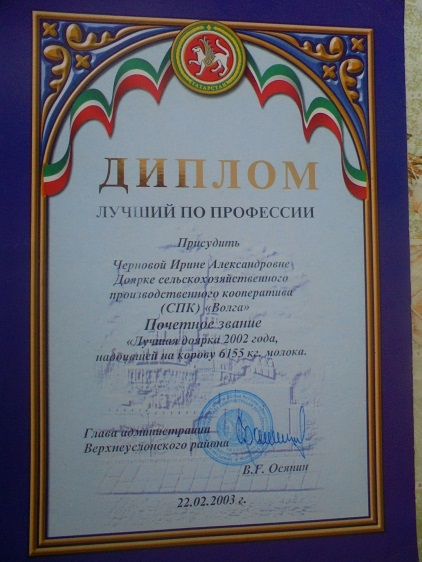 ТАТАРСТАН
ДИПЛОМ
ЛУЧШИЙ ПО ПРОФЕССИИ
Присудить
Черновой Ирине Александровне
Доярке сельскохозяйственного
производственного кооператива
(СПК) «Волга»
Почетное звание
«Лучшая доярка 2002 года,
надоившей на корову 6155 кг. молока.
Глава администрации
Верхнеуслонского района
В.Г. Осянин
22.02.2003 г.